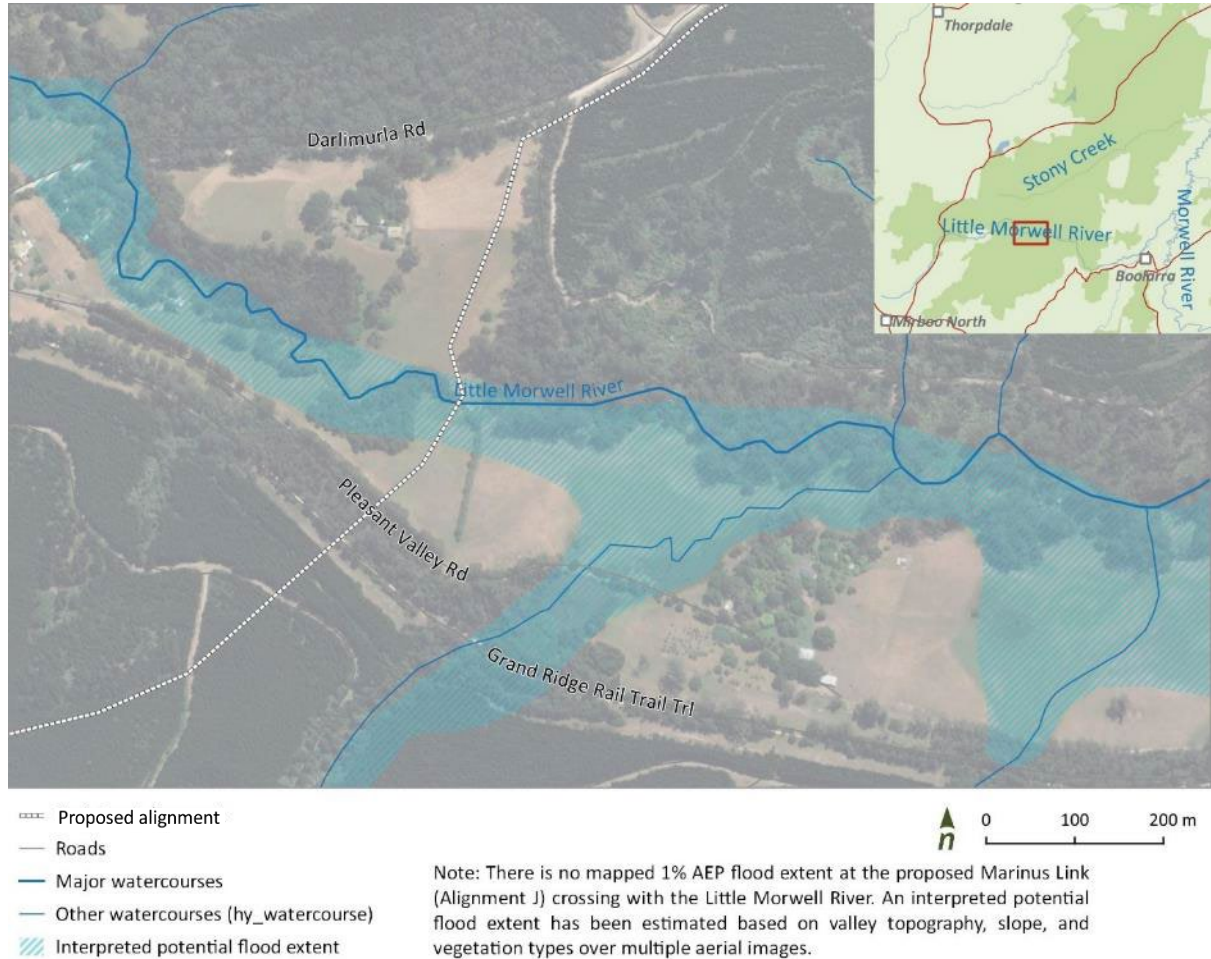 Thorpdale
Stony Creek
Morwell River
Little Morwell River
Boolarra
Mirboo North
Darlimurla Rd
Little Morwell River
Pleasant Valley Rd
Grand Ridge Rail Trail Trl
Proposed alignment
Roads
Major watercourses
Other watercourses (hy_watercourse)
Interpreted potential flood extent
n
0 100 200 m
Note: There is no mapped 1% AEP flood extent at the proposed Marinus Link
(Alignment J) crossing with the Little Morwell River. An interpreted potential
flood extent has been estimated based on valley topography, slope, and
vegetation types over multiple aerial images.